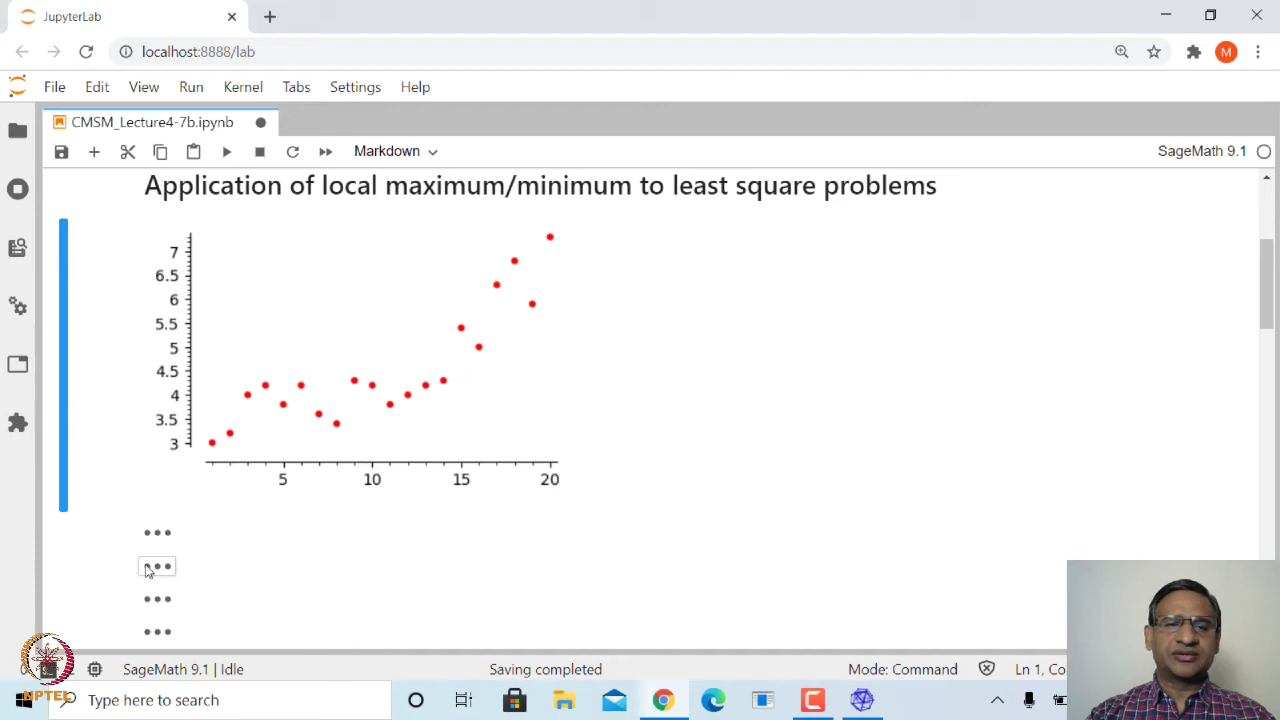 JupyterLab
localhost:8888/lab
M
File Edit View Run Kernel Tabs Settings Help
CMSM_Lecture4-7b.ipynb
Markdown
SageMath 9.1
Application of local maximum/minimum to least square problems
7
6.5
6
5.5
5
4.5
4
3.5
3
5 10 15 20
SageMath 9.1 | Idle
Saving completed
Mode: Command
Ln 1, Co
NPTEL
Type here to search